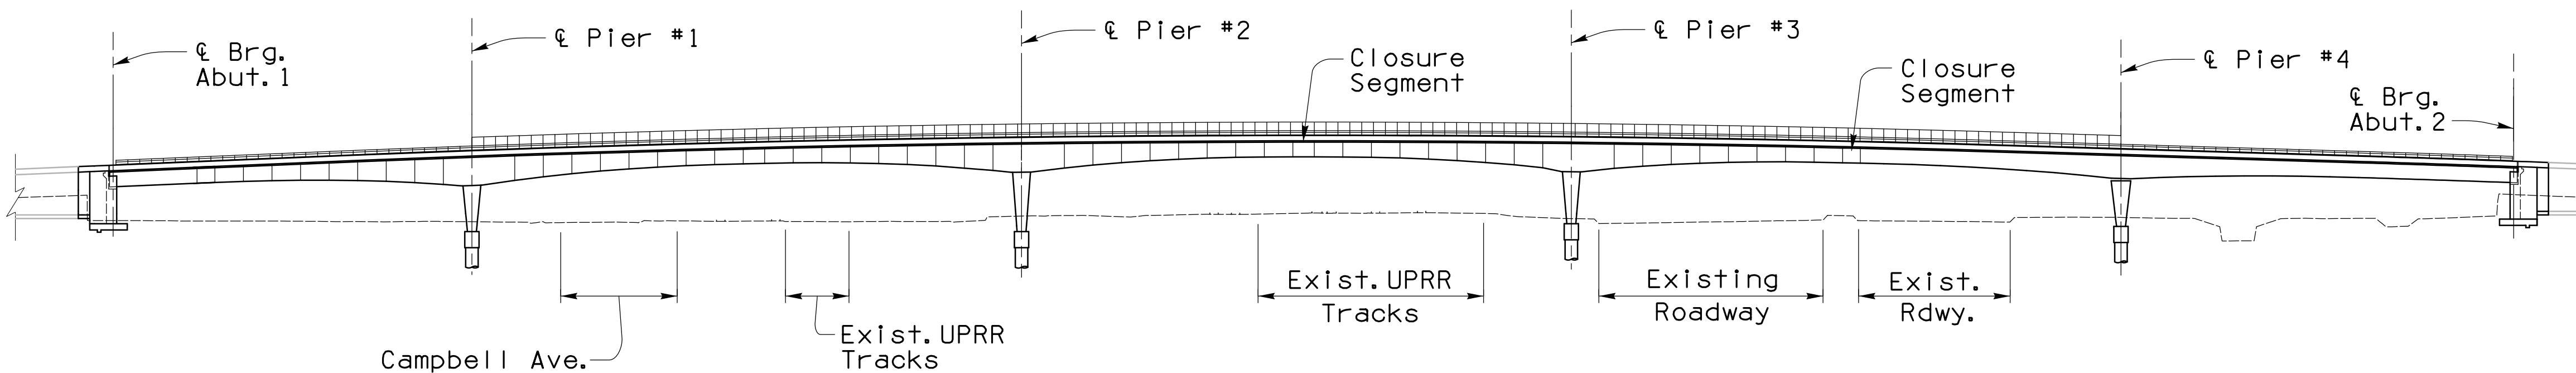 ℄ Brg.
Abut. 1
℄ Pier #1
℄ Pier #2
Closure
Segment
℄ Pier #3
Closure
Segment
℄ Pier #4
℄ Brg.
Abut. 2
Campbell Ave.
Exist. UPRR
Tracks
Exist. UPRR
Tracks
Existing
Roadway
Exist.
Rdwy.